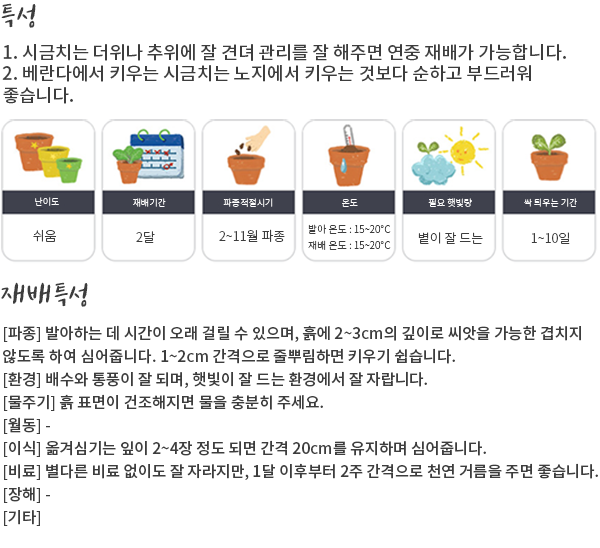 특성
1. 시금치는 더위나 추위에 잘 견뎌 관리를 잘 해주면 연중 재배가 가능합니다.
2. 베란다에서 키우는 시금치는 노지에서 키우는 것보다 순하고 부드러워
좋습니다.
난이도
쉬움
재배기간
2달
파종적절시기
2~11월 파종
온도
발아 온도 : 15~20°C
재배 온도 : 15~20°C
필요 햇빛량
볕이 잘 드는
싹 틔우는 기간
1~10일
재배특성
[파종] 발아하는 데 시간이 오래 걸릴 수 있으며, 흙에 2~3cm의 깊이로 씨앗을 가능한 겹치지
않도록 하여 심어줍니다. 1~2cm 간격으로 줄뿌림하면 키우기 쉽습니다.
[환경] 배수와 통풍이 잘 되며, 햇빛이 잘 드는 환경에서 잘 자랍니다.
[물주기] 흙 표면이 건조해지면 물을 충분히 주세요.
[월동] -
[이식] 옮겨심기는 잎이 2~4장 정도 되면 간격 20cm를 유지하며 심어줍니다.
[비료] 별다른 비료 없이도 잘 자라지만, 1달 이후부터 2주 간격으로 천연 거름을 주면 좋습니다.
[장해] -
[기타]